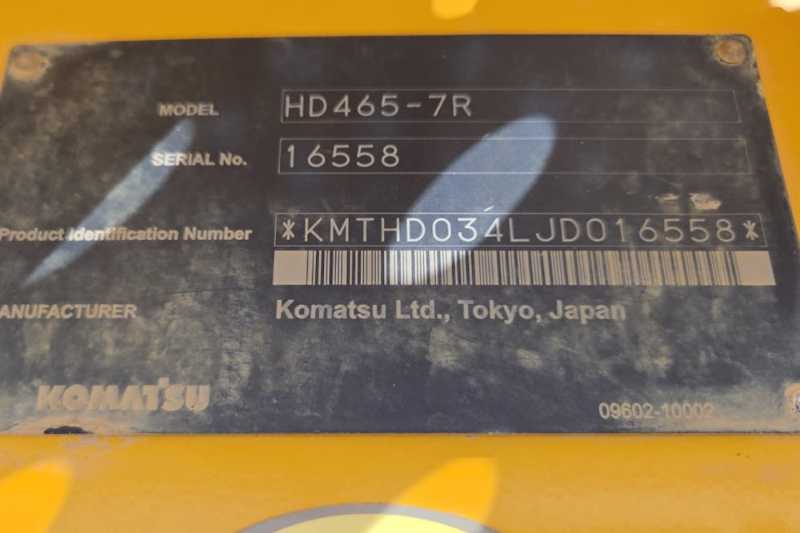 MODEL HD465-7R
SERIAL No. 16558
Product Identification Number *KMTHD034LJD016558*
ANUFACTURER Komatsu Ltd., Tokyo, Japan
KOMATSU 09602-10002